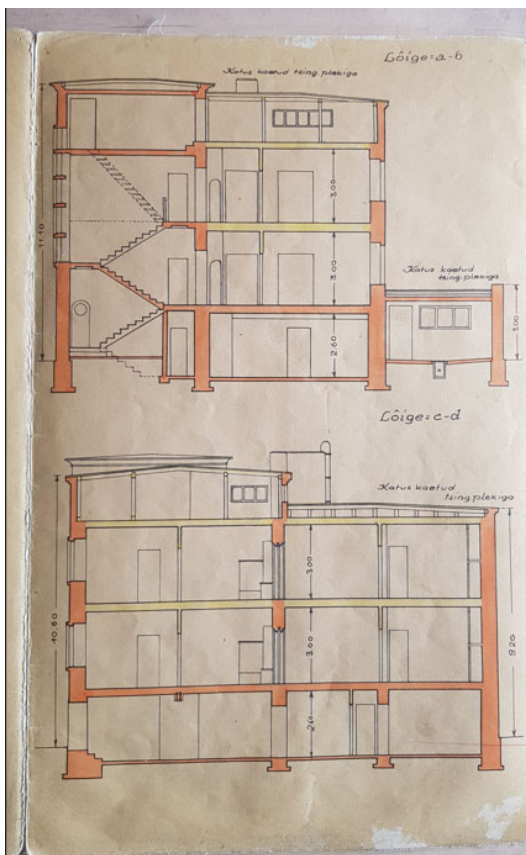 Lõige=a-b
Katus kaetud tsing.plekiga
11.10
3.00
3.00
2.60
Katus kaetud
tsing.plekiga
3.00
Lõige=c-d
Katus kaetud
tsing.plekiga
10.60
3.00
3.00
2.6
9.20